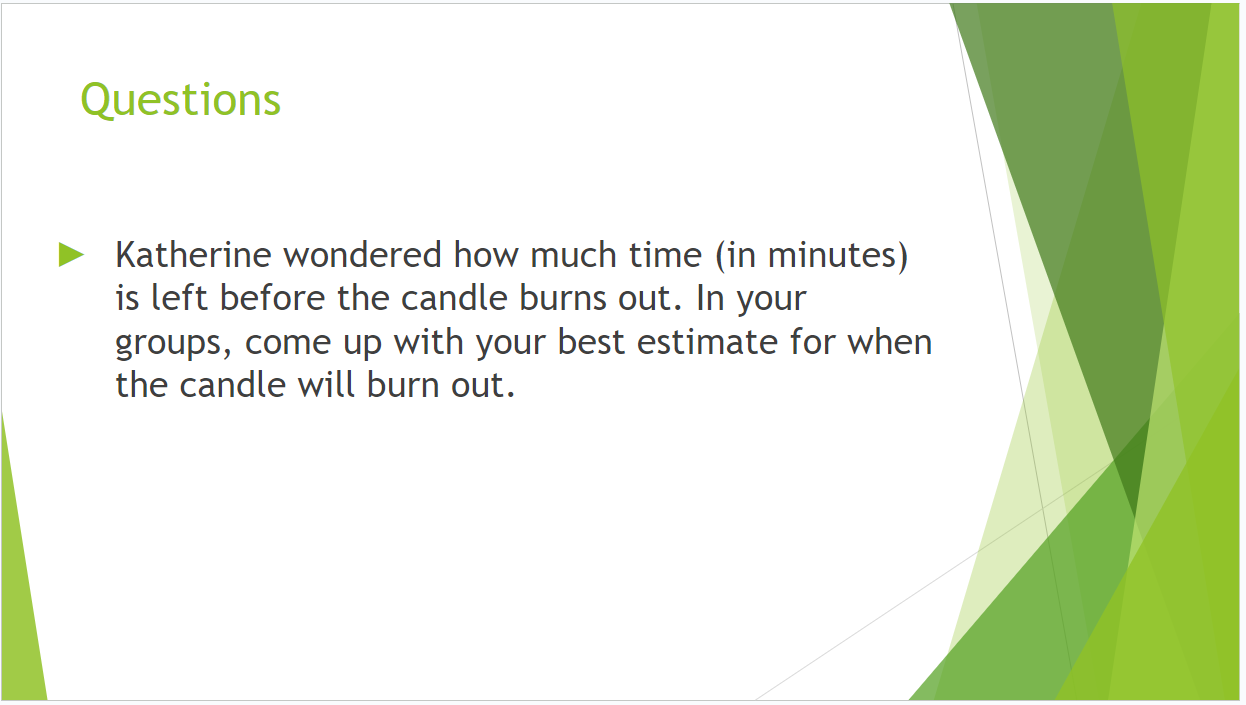 Questions
Katherine wondered how much time (in minutes)
is left before the candle burns out. In your
groups, come up with your best estimate for when
the candle will burn out.